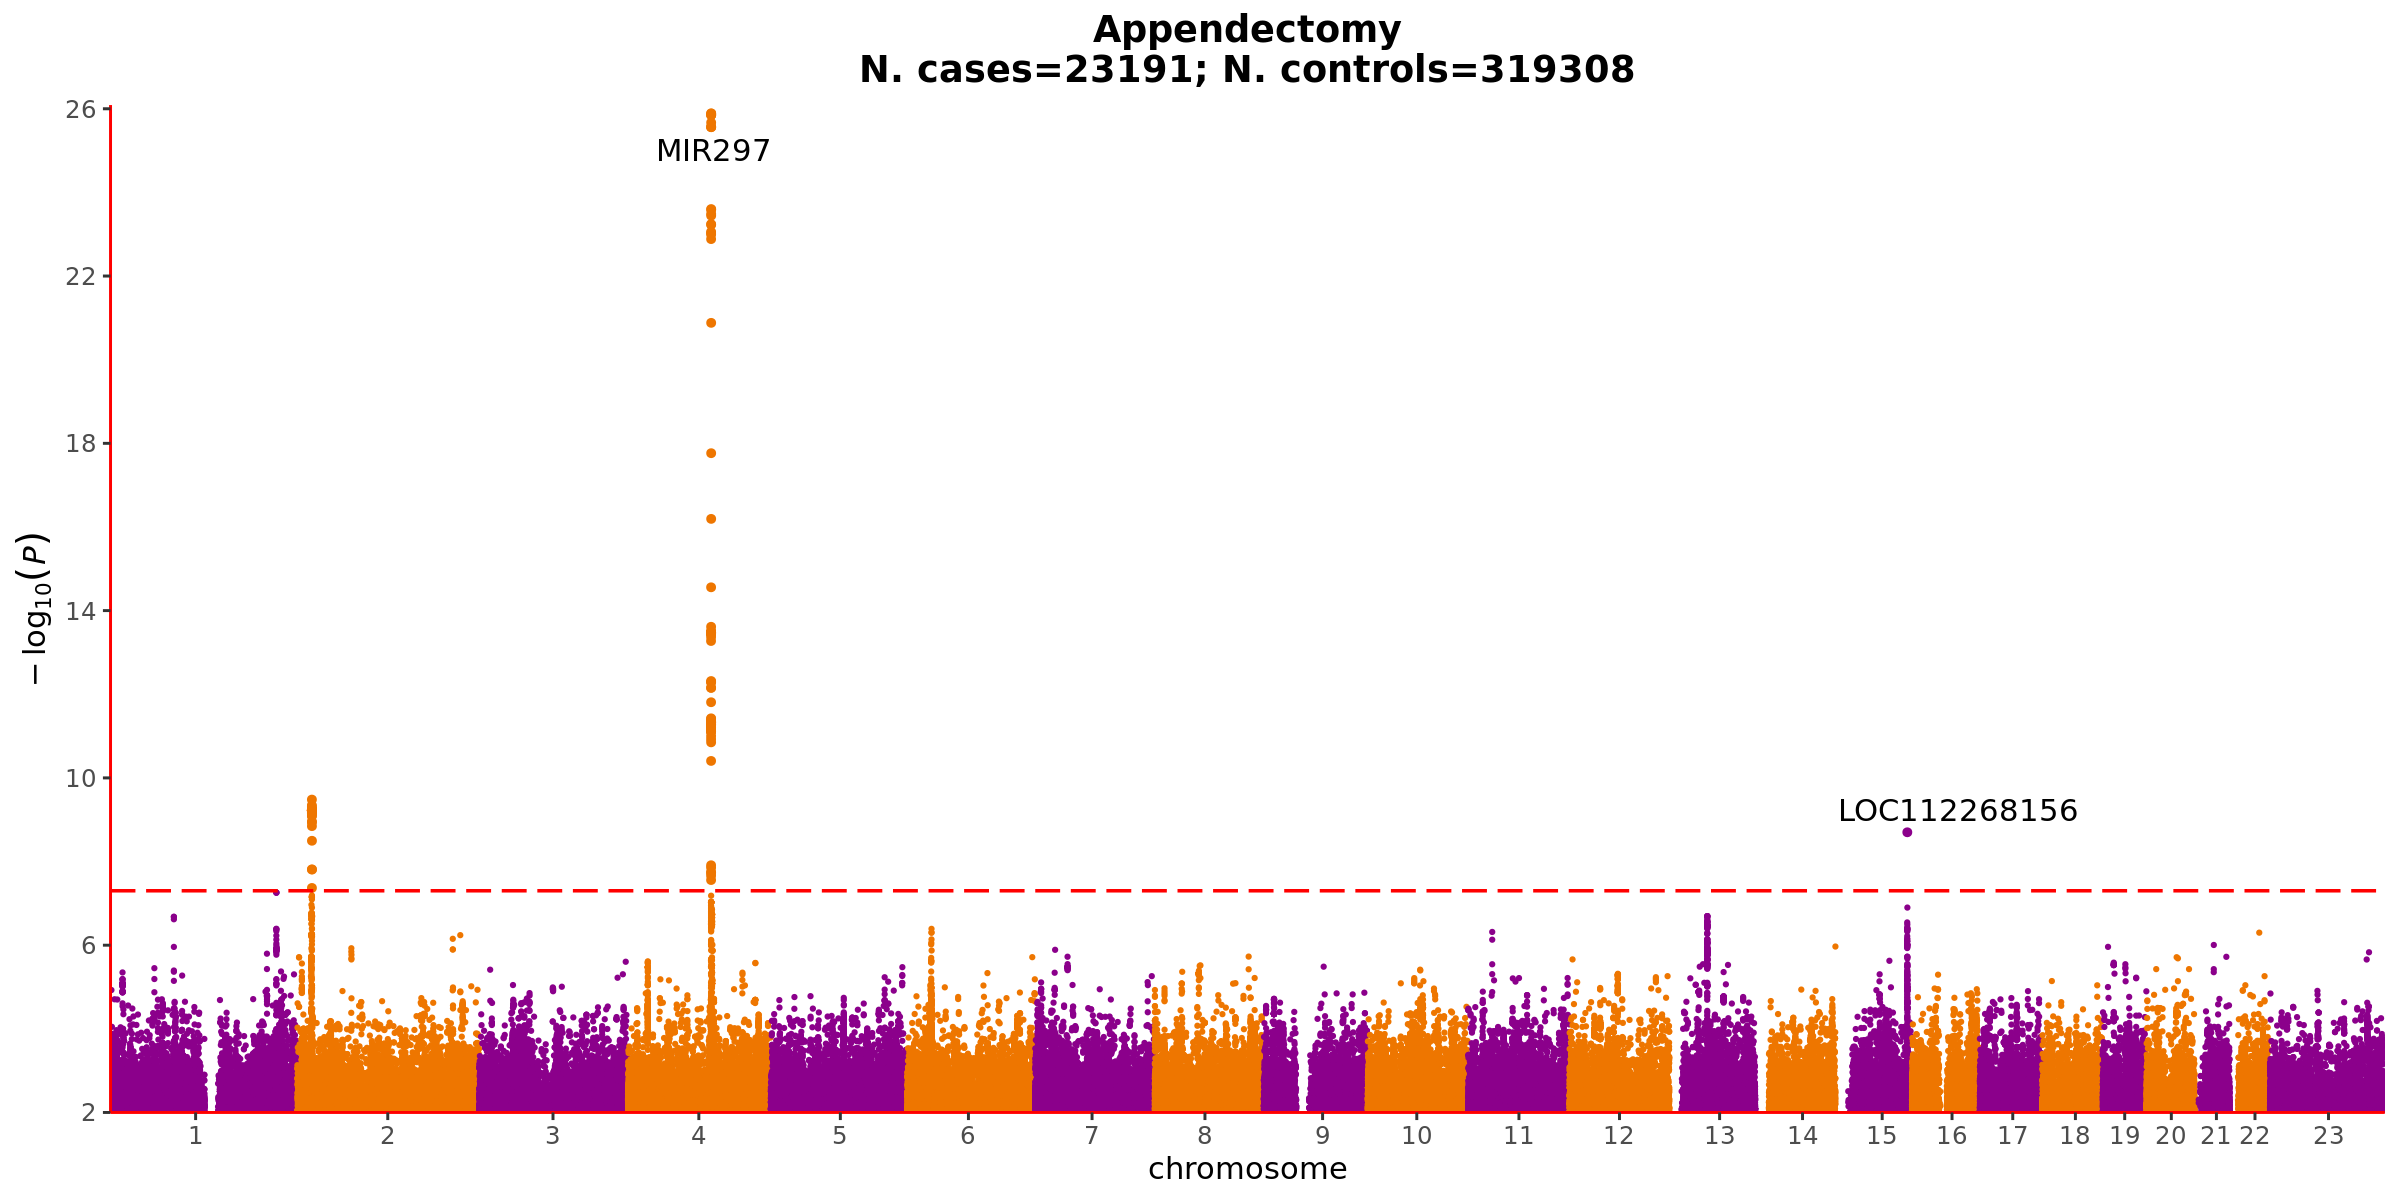 Appendectomy
N. cases=23191; N. controls=319308
26
MIR297
22
18
14
10
LOC112268156
6
2
− log10(P)
1 2 3 4 5 6 7 8 9 10 11 12 13 14 15 16 17 18 19 20 21 22 23
chromosome